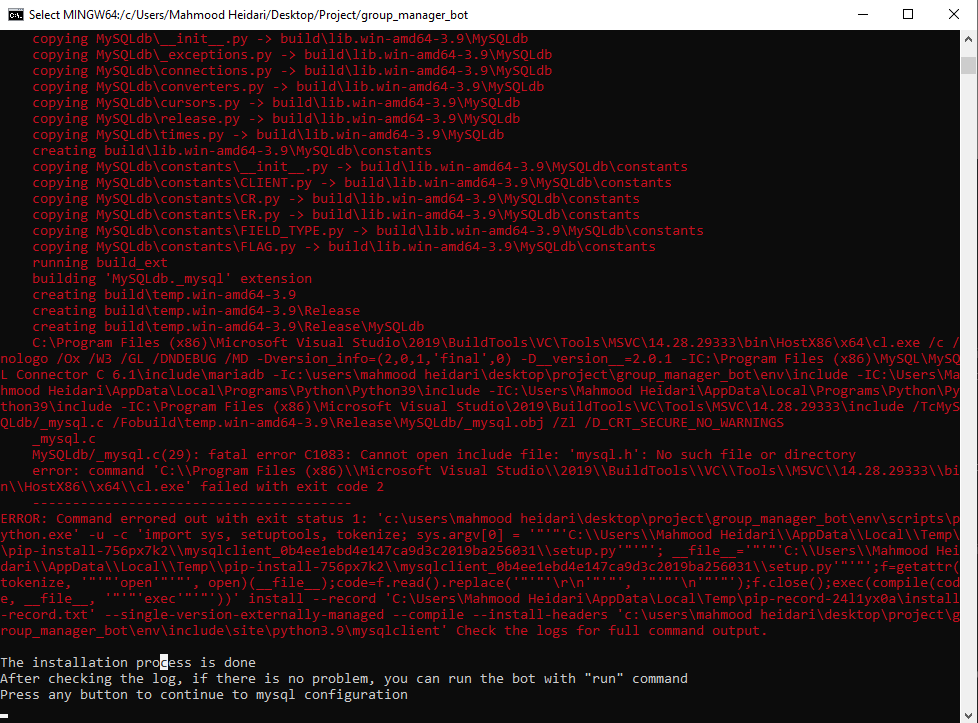 Select MINGW64:/c/Users/Mahmood Heidari/Desktop/Project/group_manager_bot
copying MySQLdb\__init__.py -> build\lib.win-amd64-3.9\MySQLdb
copying MySQLdb\_exceptions.py -> build\lib.win-amd64-3.9\MySQLdb
copying MySQLdb\connections.py -> build\lib.win-amd64-3.9\MySQLdb
copying MySQLdb\converters.py -> build\lib.win-amd64-3.9\MySQLdb
copying MySQLdb\cursors.py -> build\lib.win-amd64-3.9\MySQLdb
copying MySQLdb\release.py -> build\lib.win-amd64-3.9\MySQLdb
copying MySQLdb\times.py -> build\lib.win-amd64-3.9\MySQLdb
creating build\lib.win-amd64-3.9\MySQLdb\constants
copying MySQLdb\constants\__init__.py -> build\lib.win-amd64-3.9\MySQLdb\constants
copying MySQLdb\constants\CLIENT.py -> build\lib.win-amd64-3.9\MySQLdb\constants
copying MySQLdb\constants\CR.py -> build\lib.win-amd64-3.9\MySQLdb\constants
copying MySQLdb\constants\ER.py -> build\lib.win-amd64-3.9\MySQLdb\constants
copying MySQLdb\constants\FIELD_TYPE.py -> build\lib.win-amd64-3.9\MySQLdb\constants
copying MySQLdb\constants\FLAG.py -> build\lib.win-amd64-3.9\MySQLdb\constants
running build_ext
building 'MySQLdb._mysql' extension
creating build\temp.win-amd64-3.9
creating build\temp.win-amd64-3.9\Release
creating build\temp.win-amd64-3.9\Release\MySQLdb
C:\Program Files (x86)\Microsoft Visual Studio\2019\BuildTools\VC\Tools\MSVC\14.28.29333\bin\HostX86\x64\cl.exe /c /
nologo /Ox /W3 /GL /DNDEBUG /MD -Dversion_info=(2,0,1,'final',0) -D__version__=2.0.1 -IC:\Program Files (x86)\MySQL\MySQ
L Connector C 6.1\include\mariadb -Ic:\users\mahmood heidari\desktop\project\group_manager_bot\env\include -IC:\Users\Ma
hmood Heidari\AppData\Local\Programs\Python\Python39\include -IC:\Users\Mahmood Heidari\AppData\Local\Programs\Python\Py
thon39\include -IC:\Program Files (x86)\Microsoft Visual Studio\2019\BuildTools\VC\Tools\MSVC\14.28.29333\include /TcMyS
QLdb/_mysql.c /Fobuild\temp.win-amd64-3.9\Release\MySQLdb/_mysql.obj /Zl /D_CRT_SECURE_NO_WARNINGS
_mysql.c
MySQLdb/_mysql.c(29): fatal error C1083: Cannot open include file: 'mysql.h': No such file or directory
error: command 'C:\\Program Files (x86)\\Microsoft Visual Studio\\2019\\BuildTools\\VC\\Tools\\MSVC\\14.28.29333\\bi
n\\HostX86\\x64\\cl.exe' failed with exit code 2
----------------------------------------
ERROR: Command errored out with exit status 1: 'c:\users\mahmood heidari\desktop\project\group_manager_bot\env\scripts\p
ython.exe' -u -c 'import sys, setuptools, tokenize; sys.argv[0] = '"'"'C:\\Users\\Mahmood Heidari\\AppData\\Local\\Temp\
\pip-install-756px7k2\\mysqlclient_0b4ee1ebd4e147ca9d3c2019ba256031\\setup.py'"'"'; __file__='"'"'C:\\Users\\Mahmood Hei
dari\\AppData\\Local\\Temp\\pip-install-756px7k2\\mysqlclient_0b4ee1ebd4e147ca9d3c2019ba256031\\setup.py'"'"';f=getattr(
tokenize, '"'"'open'"'"', open)(__file__);code=f.read().replace('"'"'\r\n'"'"', '"'"'\n'"'"');f.close();exec(compile(cod
e, __file__, '"'"'exec'"'"'))' install --record 'C:\Users\Mahmood Heidari\AppData\Local\Temp\pip-record-24l1yx0a\install
-record.txt' --single-version-externally-managed --compile --install-headers 'c:\users\mahmood heidari\desktop\project\g
roup_manager_bot\env\include\site\python3.9\mysqlclient' Check the logs for full command output.
The installation process is done
After checking the log, if there is no problem, you can run the bot with "run" command
Press any button to continue to mysql configuration